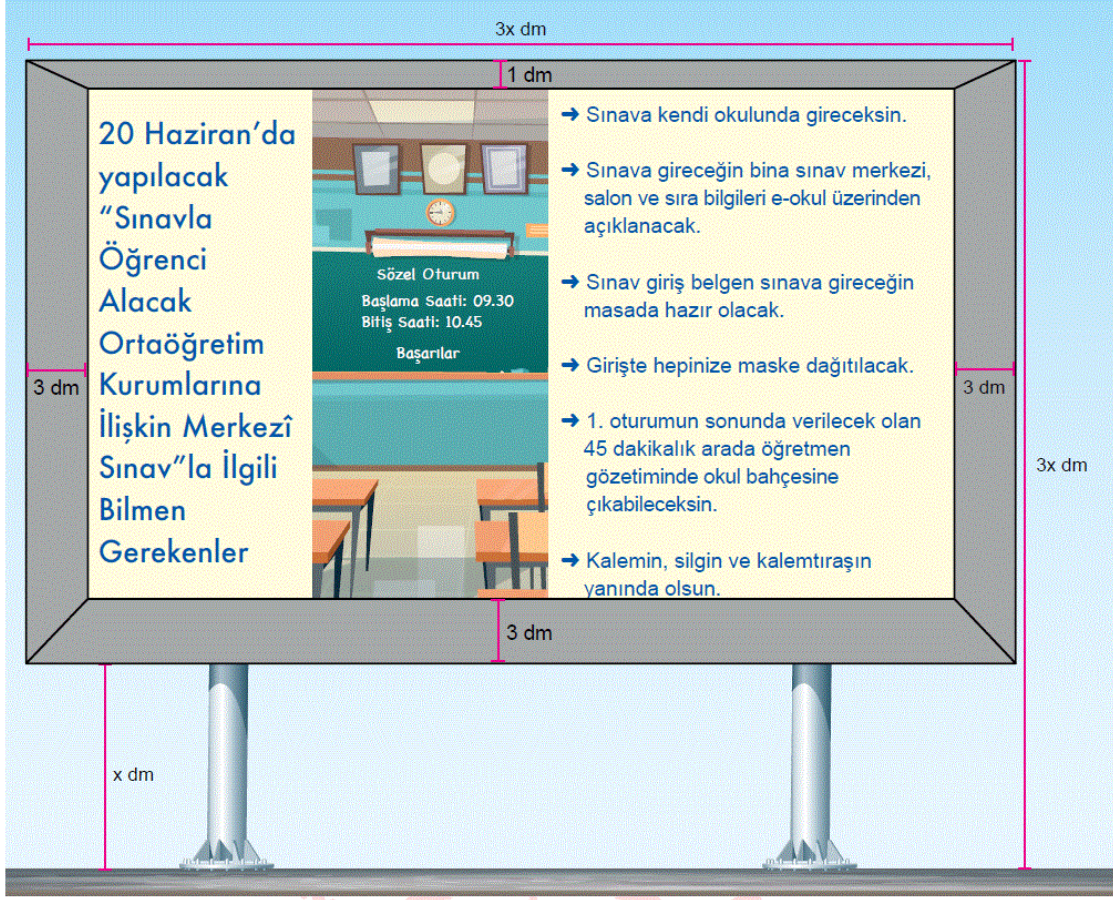 3x dm
1 dm
20 Haziran’da
yapılacak
“Sınavla
Öğrenci
Alacak
Ortaöğretim
Kurumlarına
İlişkin Merkezî
Sınav”la İlgili
Bilmen
Gerekenler
Sözel Oturum
Başlama Saati: 09.30
Bitiş Saati: 10.45
Başarılar
➜ Sınava kendi okulunda gireceksin.
➜ Sınava gireceğin bina sınav merkezi,
salon ve sıra bilgileri e-okul üzerinden
açıklanacak.
➜ Sınav giriş belgen sınava gireceğin
masada hazır olacak.
➜ Girişte hepinize maske dağıtılacak.
➜ 1. oturumun sonunda verilecek olan
45 dakikalık arada öğretmen
gözetiminde okul bahçesine
çıkabileceksin.
➜ Kalemin, silgin ve kalemtıraşın
yanında olsun.
3 dm
3 dm
3x dm
3 dm
x dm